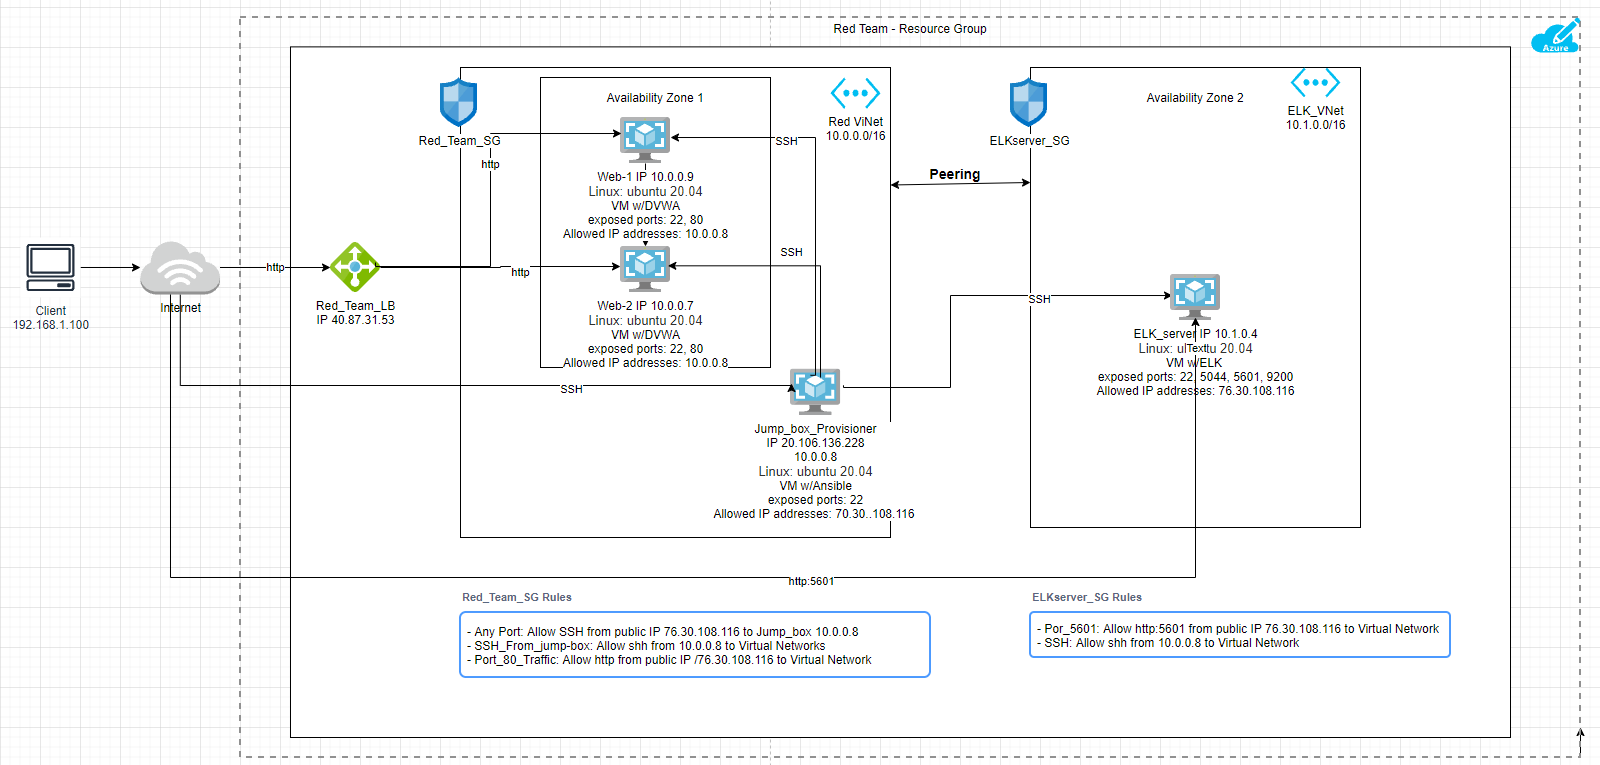 Red Team - Resource Group
Azure
Availability Zone 1
Red ViNet
10.0.0.0/16
Red_Team_SG
http
SSH
Web-1 IP 10.0.0.9
Linux: ubuntu 20.04
VM w/DVWA
exposed ports: 22, 80
Allowed IP addresses: 10.0.0.8
SSH
http
Web-2 IP 10.0.0.7
Linux: ubuntu 20.04
VM w/DVWA
exposed ports: 22, 80
Allowed IP addresses: 10.0.0.8
Availability Zone 2
ELK_VNet
10.1.0.0/16
ELKserver_SG
Peering
Client
192.168.1.100
Internet
http
Red_Team_LB
IP 40.87.31.53
SSH
SSH
ELK_server IP 10.1.0.4
Linux: ulTexttu 20.04
VM w/ELK
exposed ports: 22, 5044, 5601, 9200
Allowed IP addresses: 76.30.108.116
Jump_box_Provisioner
IP 20.106.136.228
10.0.0.8
Linux: ubuntu 20.04
VM w/Ansible
exposed ports: 22
Allowed IP addresses: 70.30..108.116
http:5601
Red_Team_SG Rules
- Any Port: Allow SSH from public IP 76.30.108.116 to Jump_box 10.0.0.8
- SSH_From_jump-box: Allow shh from 10.0.0.8 to Virtual Networks
- Port_80_Traffic: Allow http from public IP /76.30.108.116 to Virtual Network
ELKserver_SG Rules
- Por_5601: Allow http:5601 from public IP 76.30.108.116 to Virtual Network
- SSH: Allow shh from 10.0.0.8 to Virtual Network